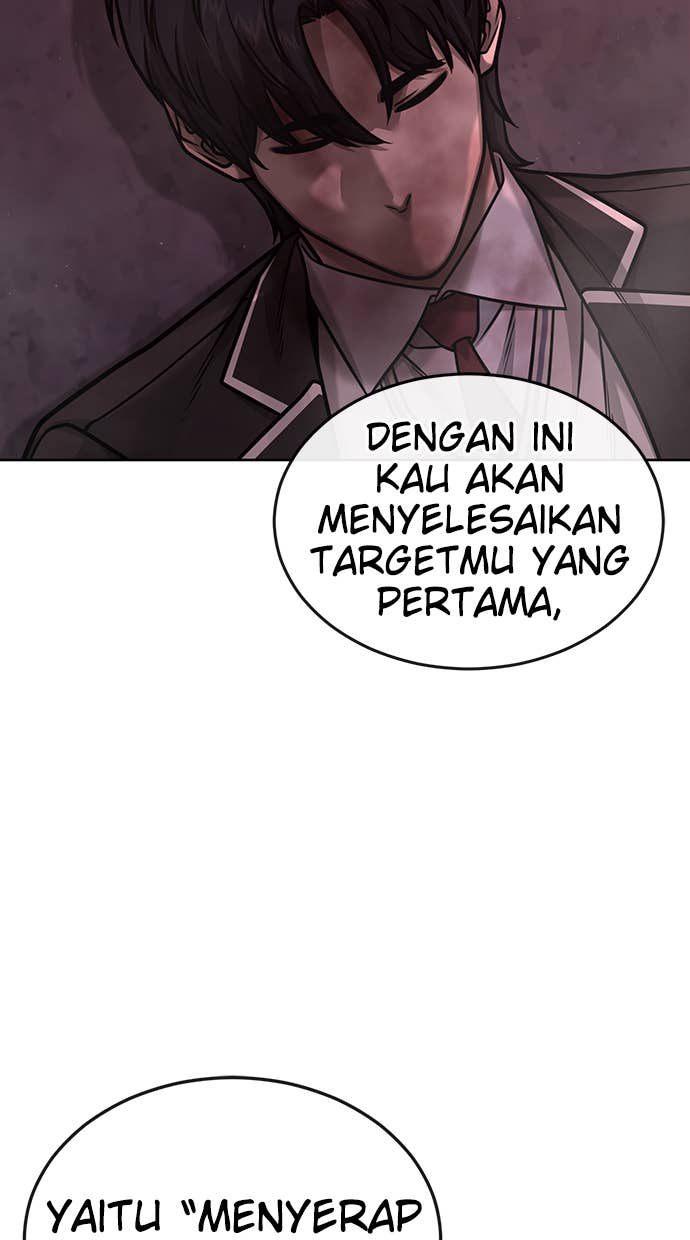 DENGAN INI
KAU AKAN
MENYELESAIKAN
TARGETMU YANG
PERTAMA,
YAITU “MENYERAP